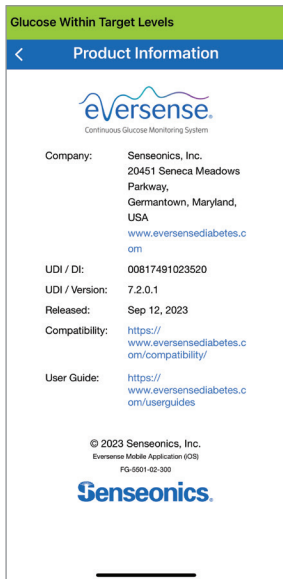 Glucose Within Target Levels
Product Information
eversense.
Continuous Glucose Monitoring System
Company: Senseonics, Inc.
20451 Seneca Meadows
Parkway,
Germantown, Maryland,
USA
www.eversensediabetes.c
om
UDI / DI: 00817491023520
UDI / Version: 7.2.0.1
Released: Sep 12, 2023
Compatibility: https://
www.eversensediabetes.c
om/compatibility/
User Guide: https://
www.eversensediabetes.c
om/userguides
© 2023 Senseonics, Inc.
Eversense Mobile Application (iOS)
FG-5501-02-300
Senseonics.